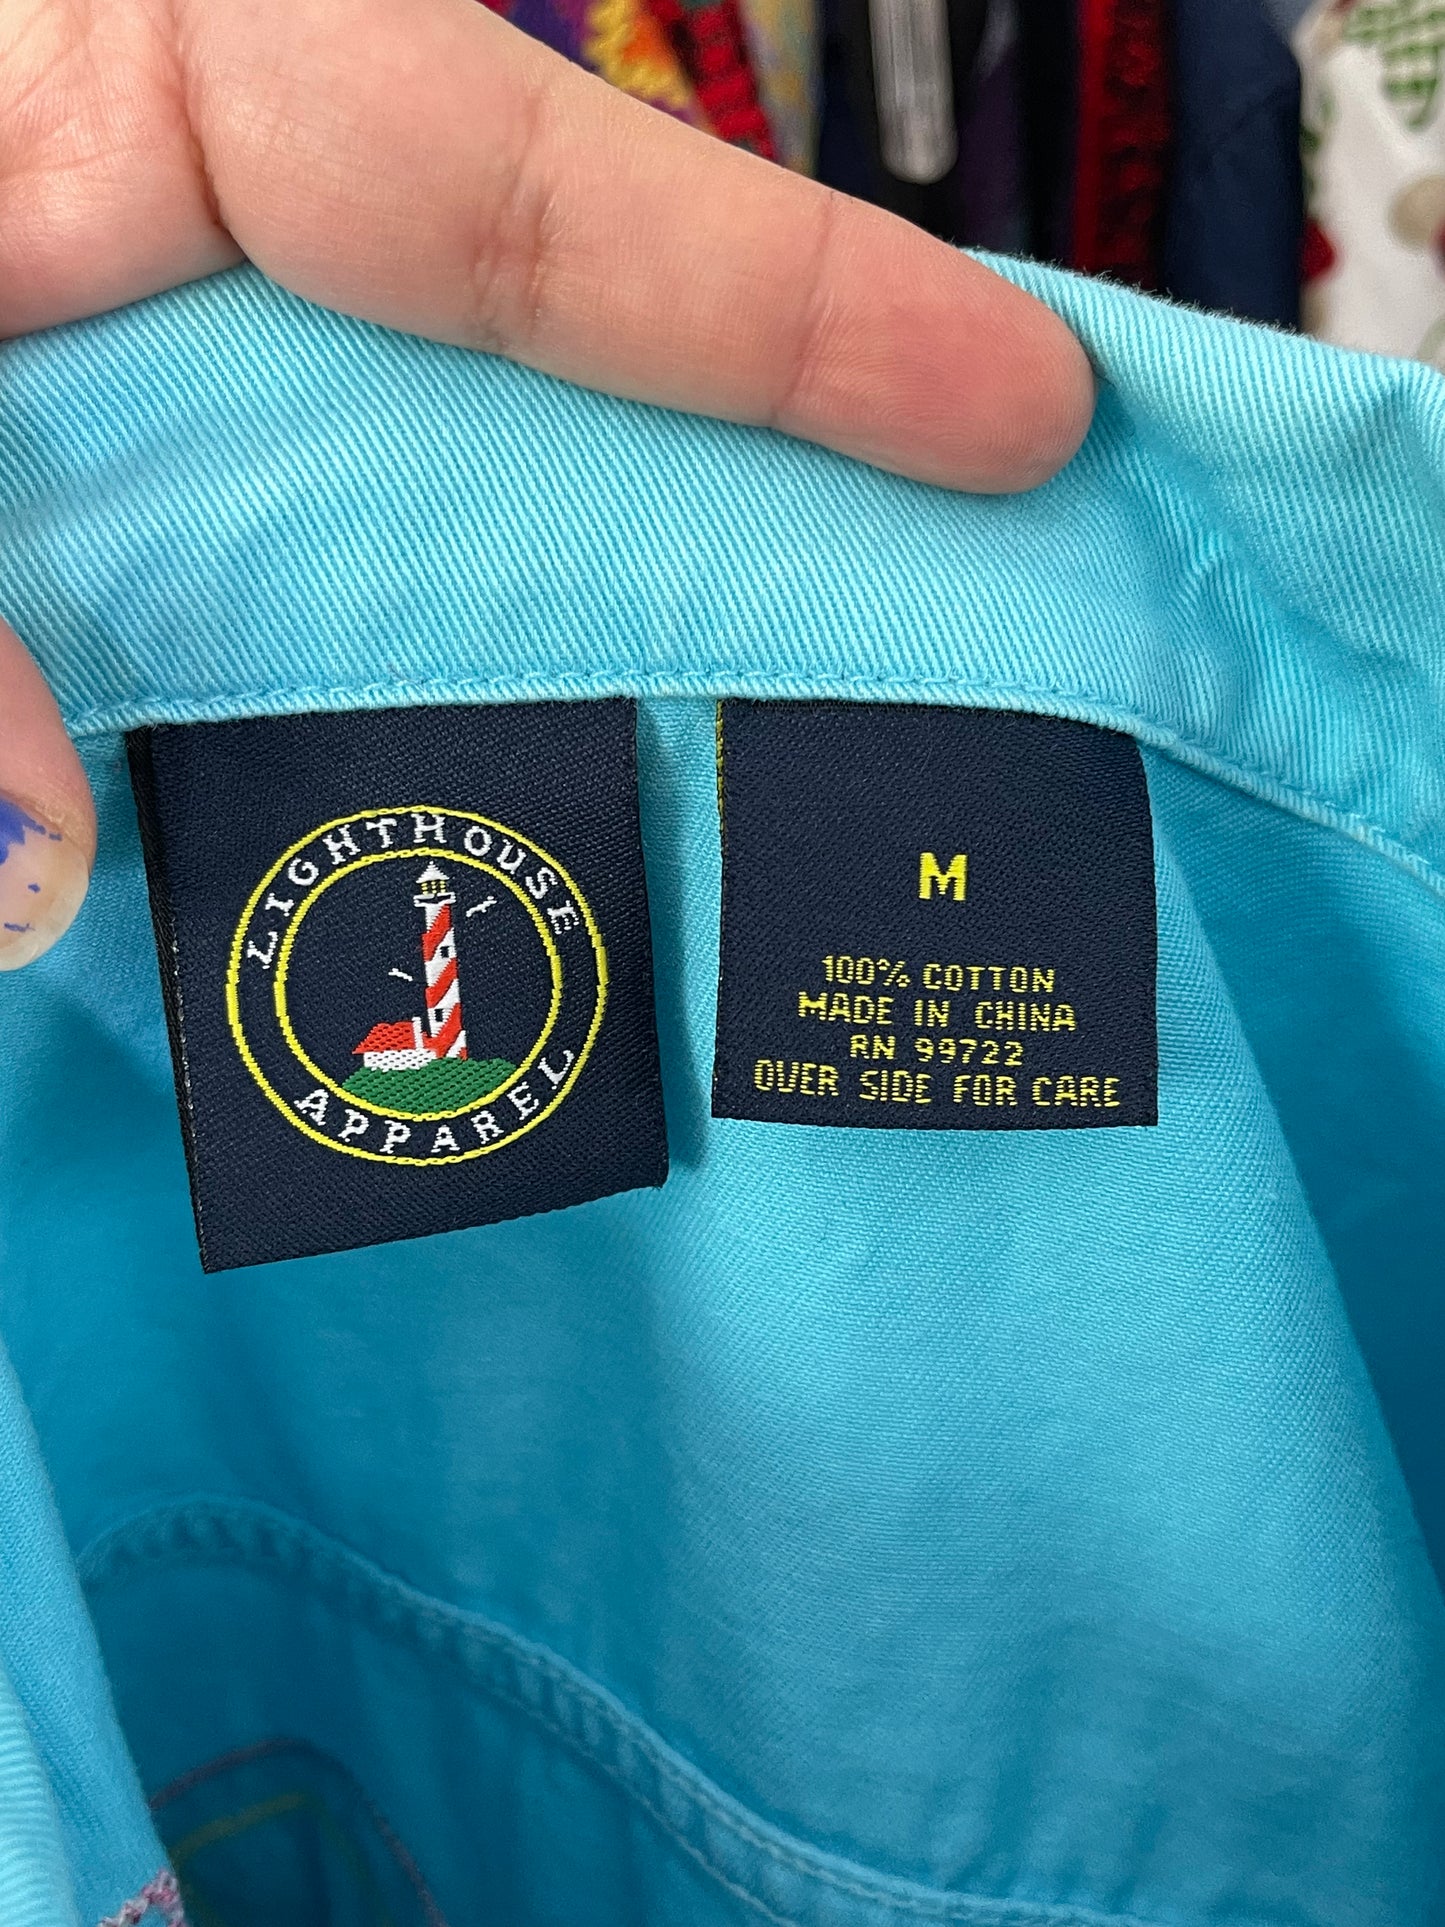 LIGHTHOUSE
APPAREL
M
100% COTTON
MADE IN CHINA
RN 99722
OVER SIDE FOR CARE